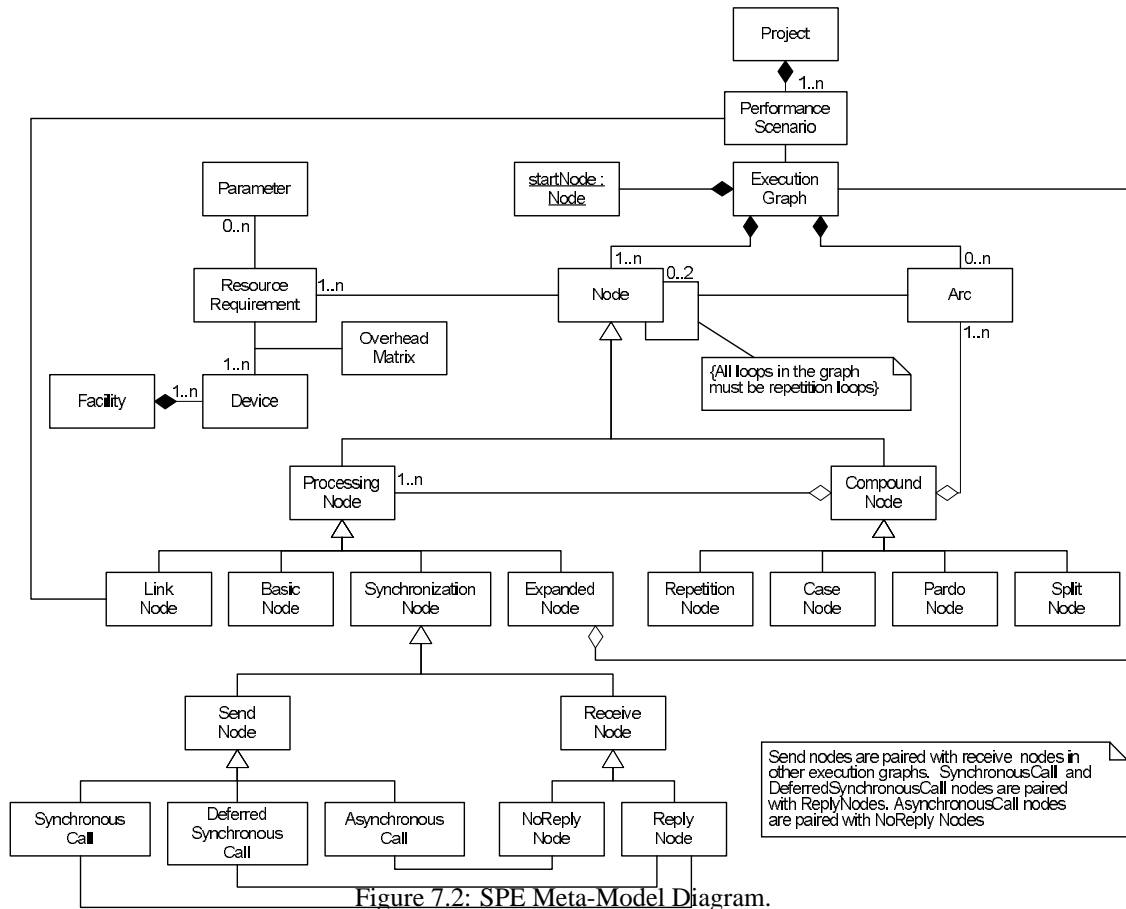 Project
1..n
Performance
Scenario
startNode :
Node
Execution
Graph
Parameter
0..n
1..n
0..2
0..n
Resource
Requirement
1..n
Node
Arc
1..n
Overhead
Matrix
1..n
{All loops in the graph
must be repetition loops}
Facility
1..n
Device
Processing
Node
1..n
Compound
Node
Link
Node
Basic
Node
Synchronization
Node
Expanded
Node
Repetition
Node
Case
Node
Pardo
Node
Split
Node
Send
Node
Receive
Node
Send nodes are paired with receive nodes in
other execution graphs. SynchronousCall and
DeferredSynchronousCall nodes are paired
with ReplyNodes. AsynchronousCall nodes
are paired with NoReply Nodes
Synchronous
Call
Deferred
Synchronous
Call
Asynchronous
Call
NoReply
Node
Reply
Node
Figure 7.2: SPE Meta-Model Diagram.